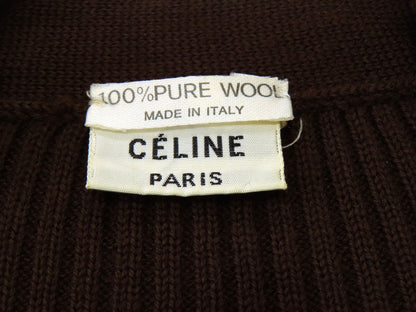 100%PURE WOOL
MADE IN ITALY
CÉLINE
PARIS